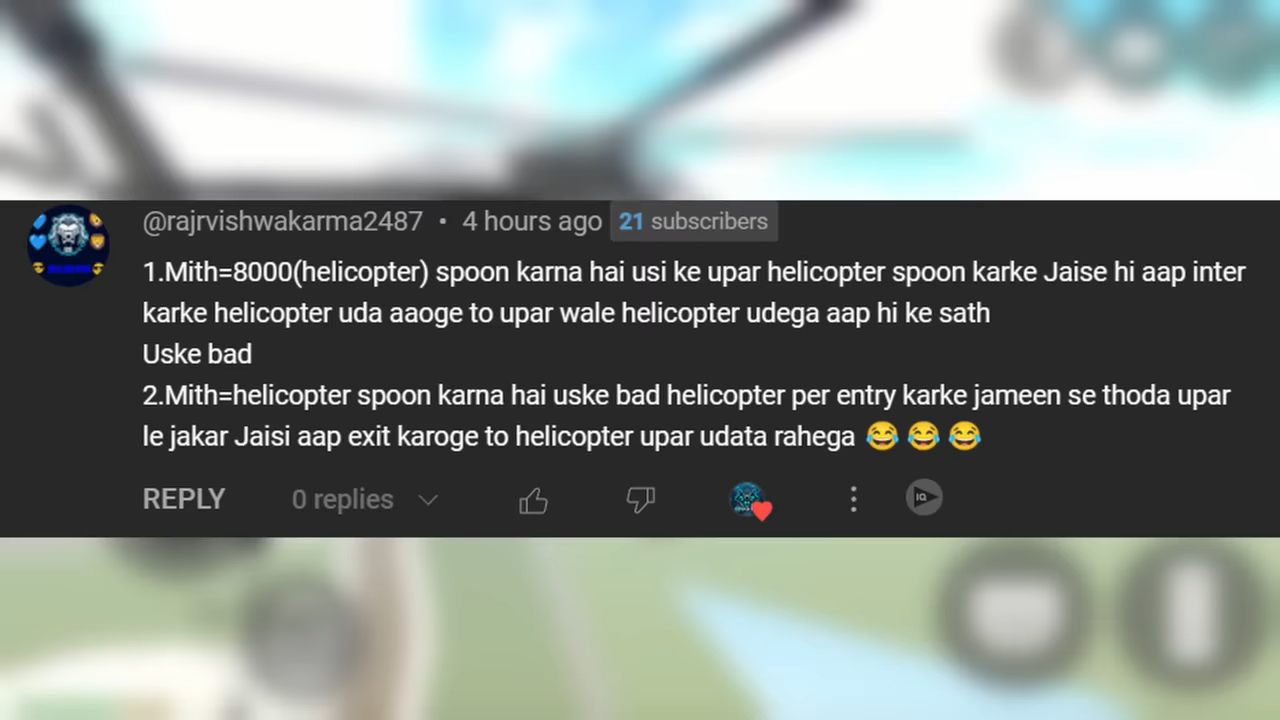 @rajrvishwakarma2487 • 4 hours ago 21 subscribers
1.Mith=8000(helicopter) spoon karna hai usi ke upar helicopter spoon karke Jaise hi aap inter
karke helicopter uda aaoge to upar wale helicopter udega aap hi ke sath
Uske bad
2.Mith=helicopter spoon karna hai uske bad helicopter per entry karke jameen se thoda upar
le jakar Jaisi aap exit karoge to helicopter upar udata rahega 😂 😂 😂
REPLY 0 replies